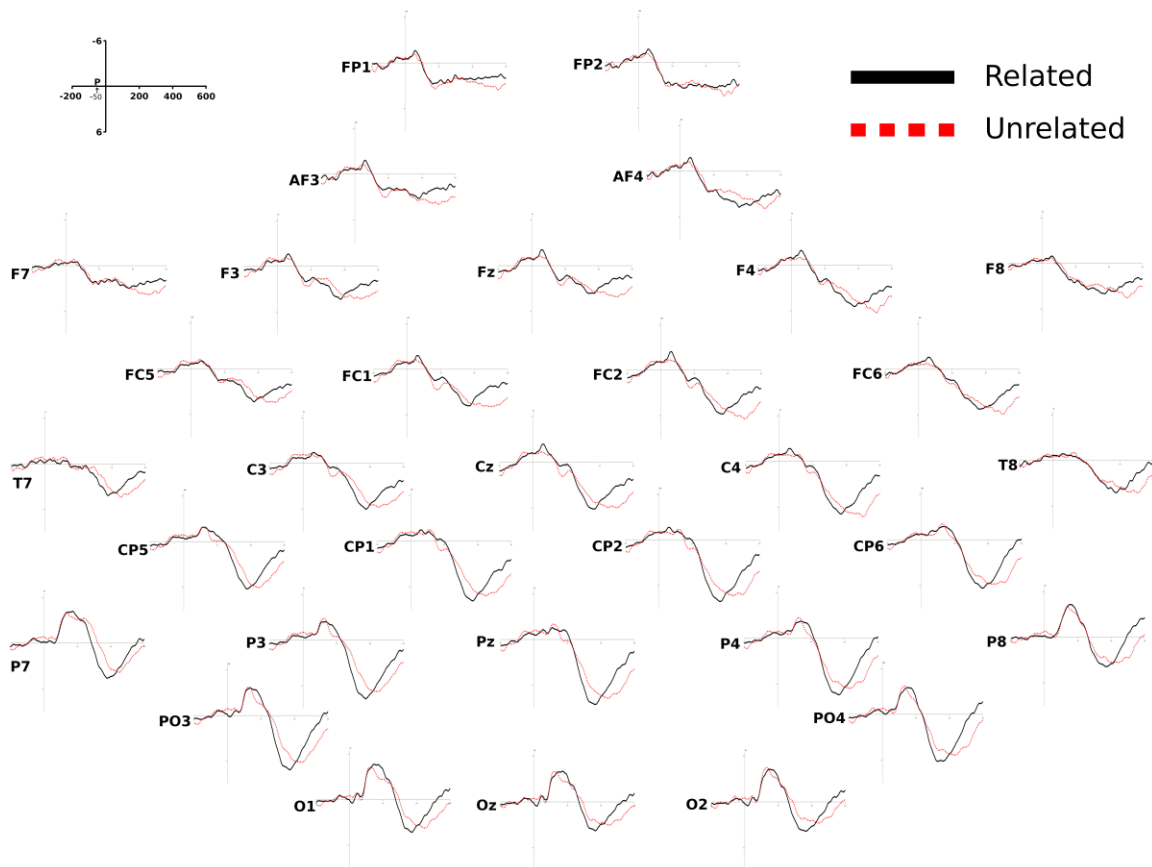 -6
P
-200 -50 200 400 600
6
Related
Unrelated
FP1 FP2
AF3 AF4
F7 F3 Fz F4 F8
FC5 FC1 FC2 FC6
T7 C3 Cz C4 T8
CP5 CP1 CP2 CP6
P7 P3 Pz P4 P8
PO3 PO4
O1 Oz O2